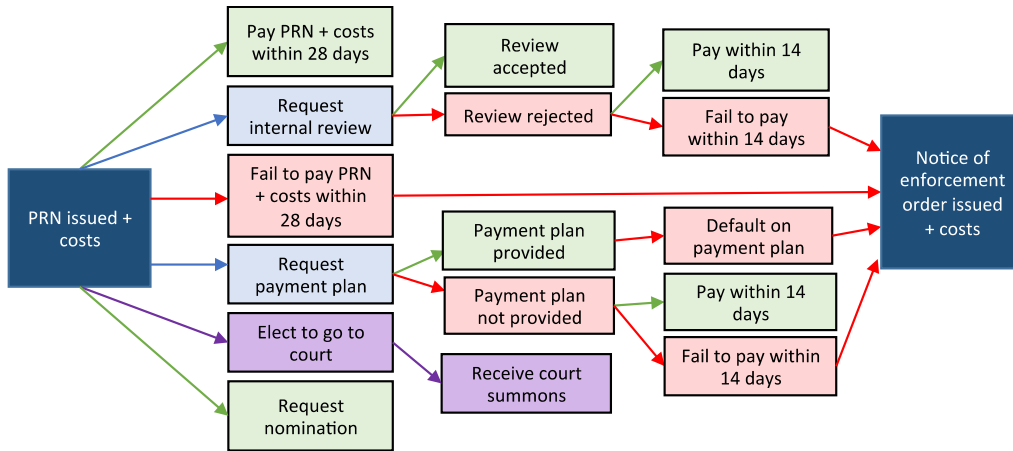 PRN issued +
costs
Pay PRN + costs
within 28 days
Request
internal review
Fail to pay PRN
+ costs within
28 days
Request
payment plan
Elect to go to
court
Request
nomination
Review
accepted
Review rejected
Payment plan
provided
Payment plan
not provided
Receive court
summons
Pay within 14
days
Fail to pay
within 14 days
Default on
payment plan
Pay within 14
days
Fail to pay within
14 days
Notice of
enforcement
order issued
+ costs